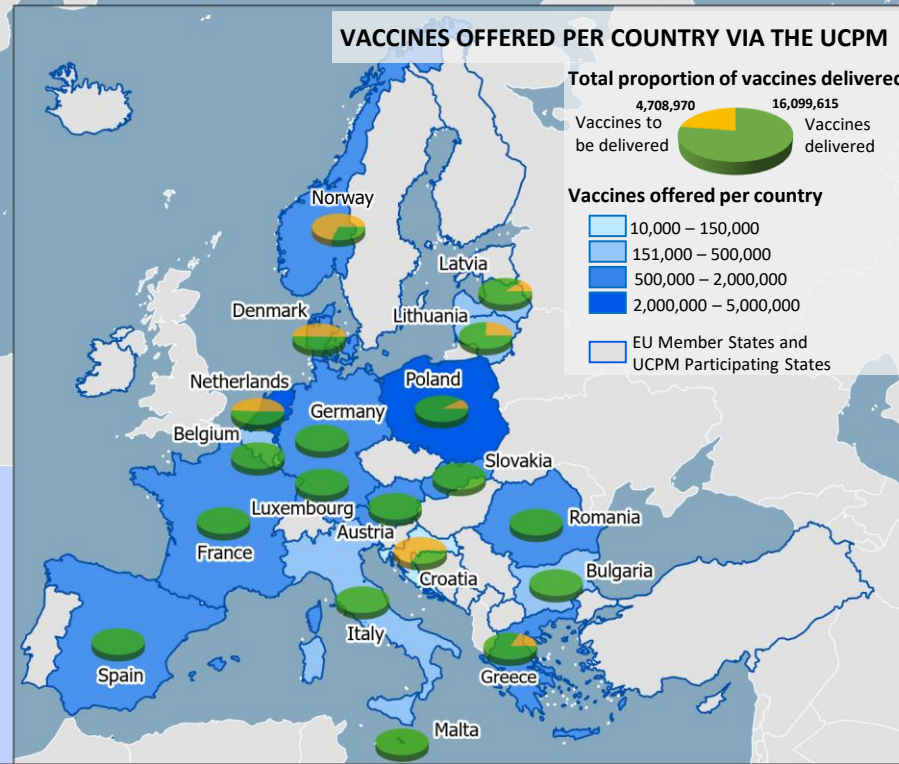 VACCINES OFFERED PER COUNTRY VIA THE UCPM
Total proportion of vaccines delivered
4,708,970
16,099,615
Vaccines to
be delivered
Vaccines
delivered
Vaccines offered per country
10,000 – 150,000
151,000 – 500,000
500,000 – 2,000,000
2,000,000 – 5,000,000
EU Member States and
UCPM Participating States
Norway
Latvia
Denmark
Lithuania
Netherlands
Poland
Germany
Belgium
Slovakia
Luxembourg
Romania
Austria
France
Bulgaria
Croatia
Italy
Spain
Greece
Malta